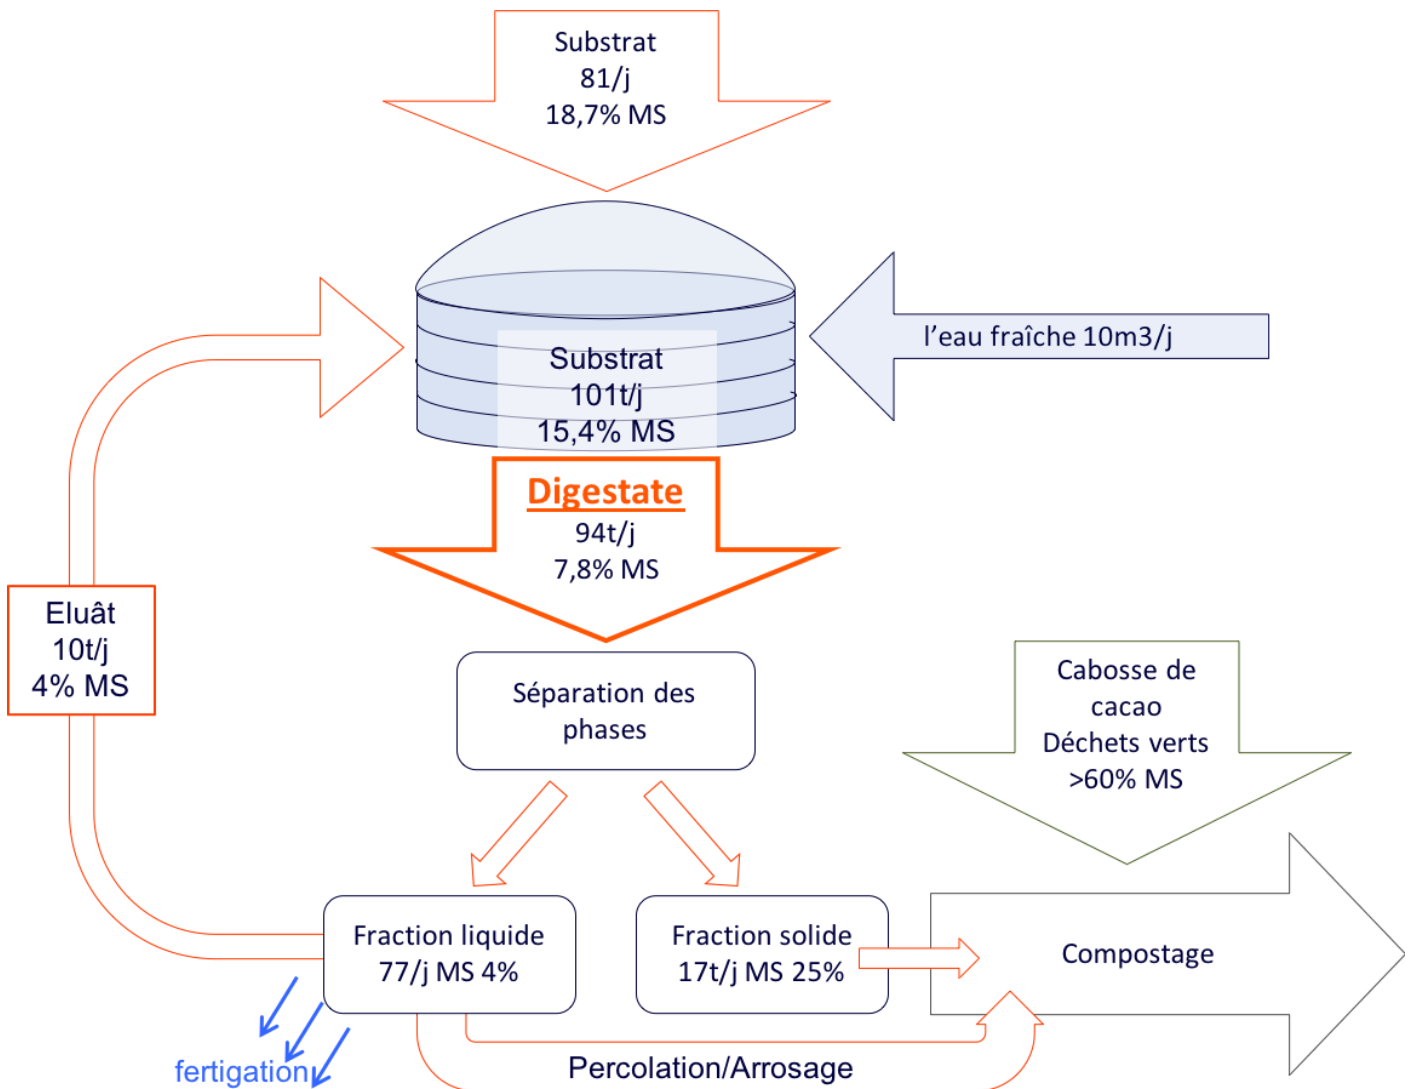 Substrat
81/j
18,7% MS
l'eau fraîche 10m3/j
Substrat
101t/j
15,4% MS
Digestate
94t/j
7,8% MS
Eluât
10t/j
4% MS
Séparation des
phases
Cabosse de
cacao
Déchets verts
>60% MS
Fraction liquide
77/j MS 4%
Fraction solide
17t/j MS 25%
Compostage
fertigation
Percolation/Arrosage